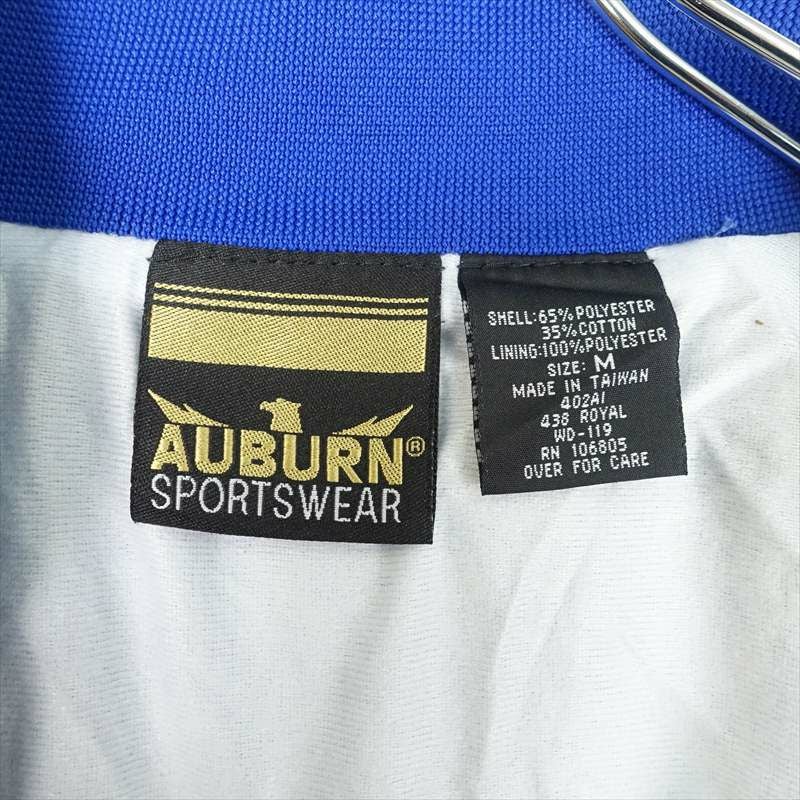 AUBURN®
SPORTSWEAR
SHELL:65%POLYESTER
35%COTTON
LINING:100%POLYESTER
SIZE: M
MADE IN TAIWAN
402AI
438 ROYAL
WD-119
RN 106805
OVER FOR CARE